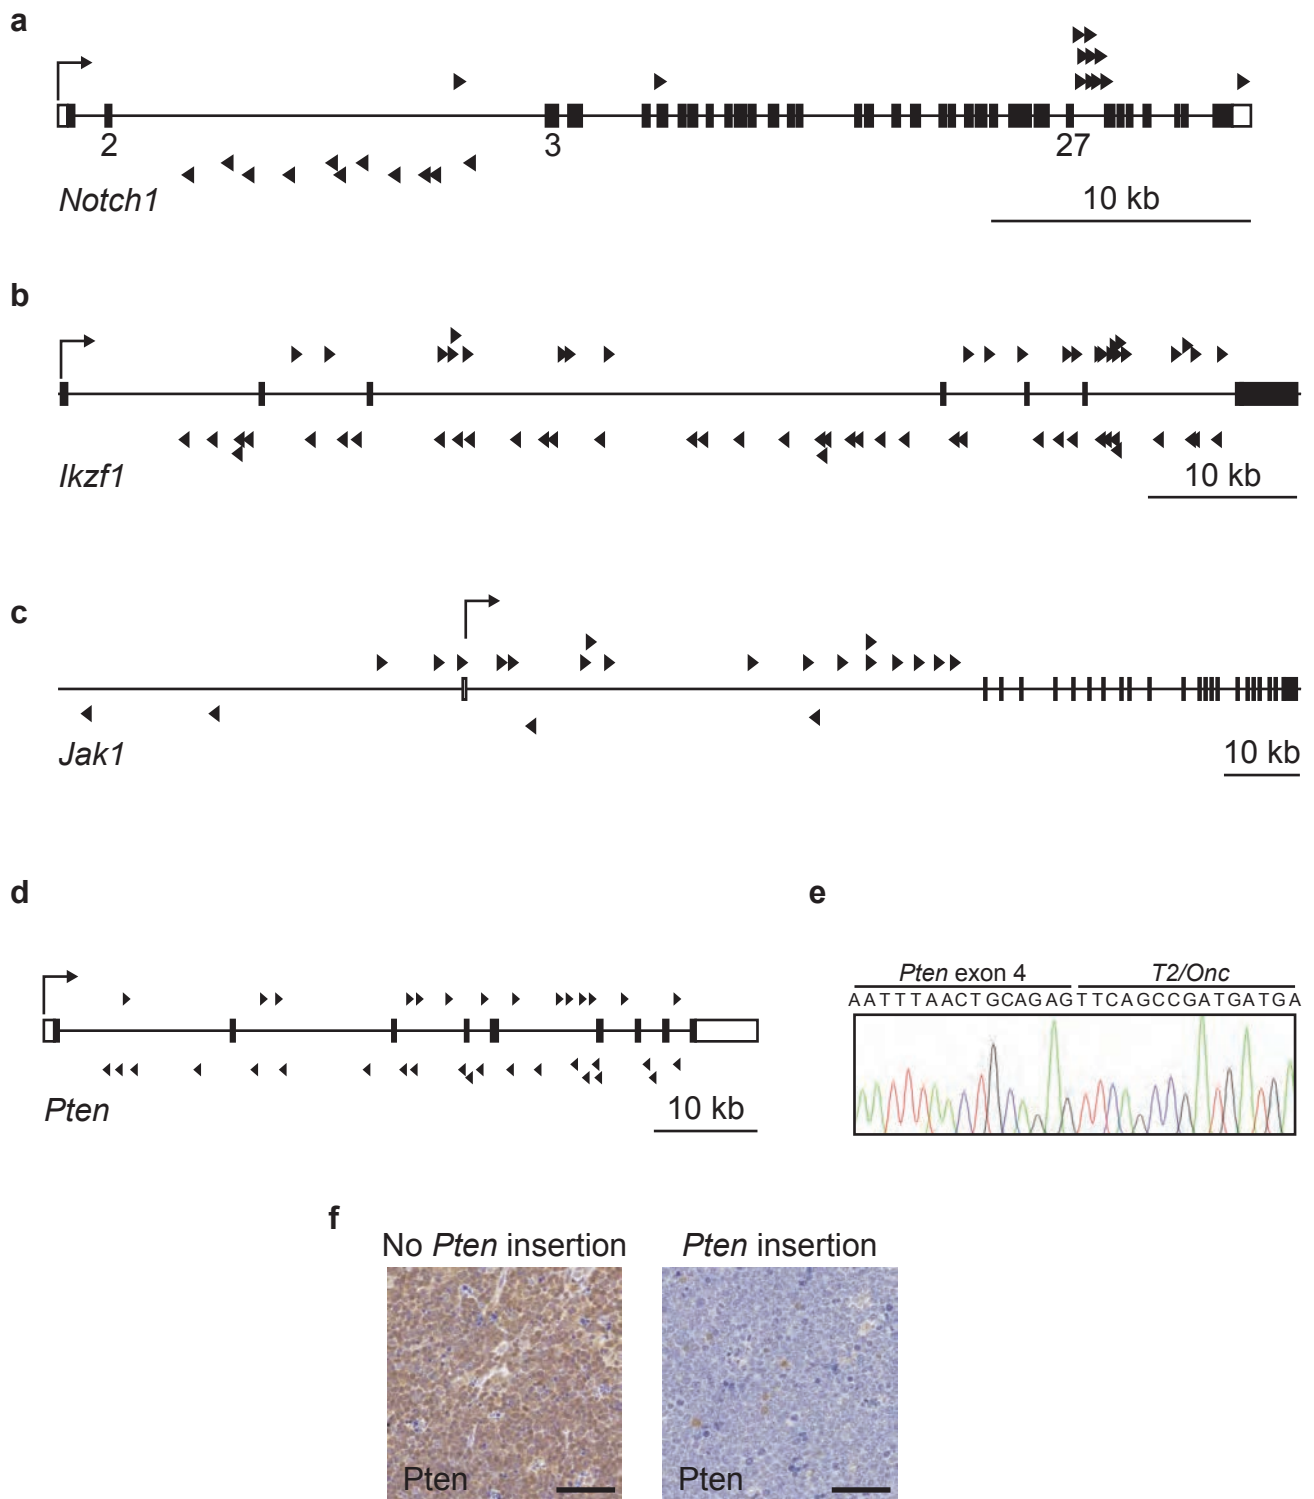 a
2
3
27
Notch1
10 kb
b
Ikzf1
10 kb
c
Jak1
10 kb
d
Pten
10 kb
e
Pten exon 4 T2/Onc
AATTTAACTGCAGAGTTCAGCCGATGATGA
f
No Pten insertion
Pten insertion
Pten
Pten